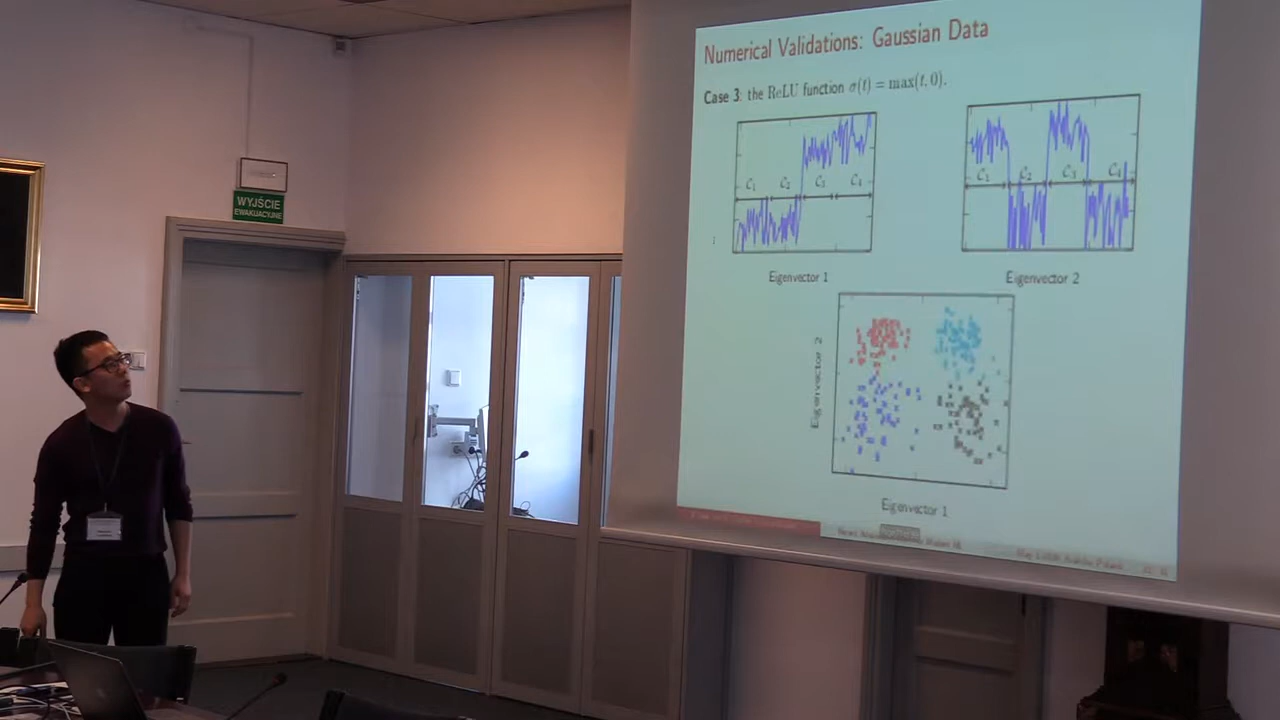 WYJŚCIE
EWAKUACYJNE
Numerical Validations: Gaussian Data
Case 3: the ReLU function σ(t) = max(t, 0).
C₁ C₂ C₃ C₄
C₁ C₂ C₃ C₄
Eigenvector 1
Eigenvector 2
Eigenvector 2
Eigenvector 1